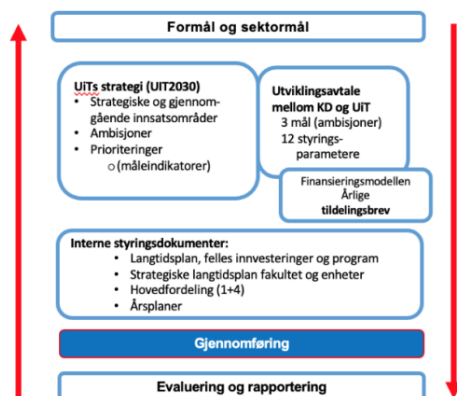 Formål og sektormål
UiTs strategi (UIT2030)
• Strategiske og gjennom-
gående innsatsområder
• Ambisjoner
• Prioriteringer
o (måleindikatorer)
Utviklingsavtale
mellom KD og UiT
3 mål (ambisjoner)
12 styrings-
parametere
Finansieringsmodellen
Årlige
tildelingsbrev
Interne styringsdokumenter:
• Langtidsplan, felles innvesteringer og program
• Strategiske langtidsplan fakultet og enheter
• Hovedfordeling (1+4)
• Årsplaner
Gjennomføring
Evaluering og rapportering